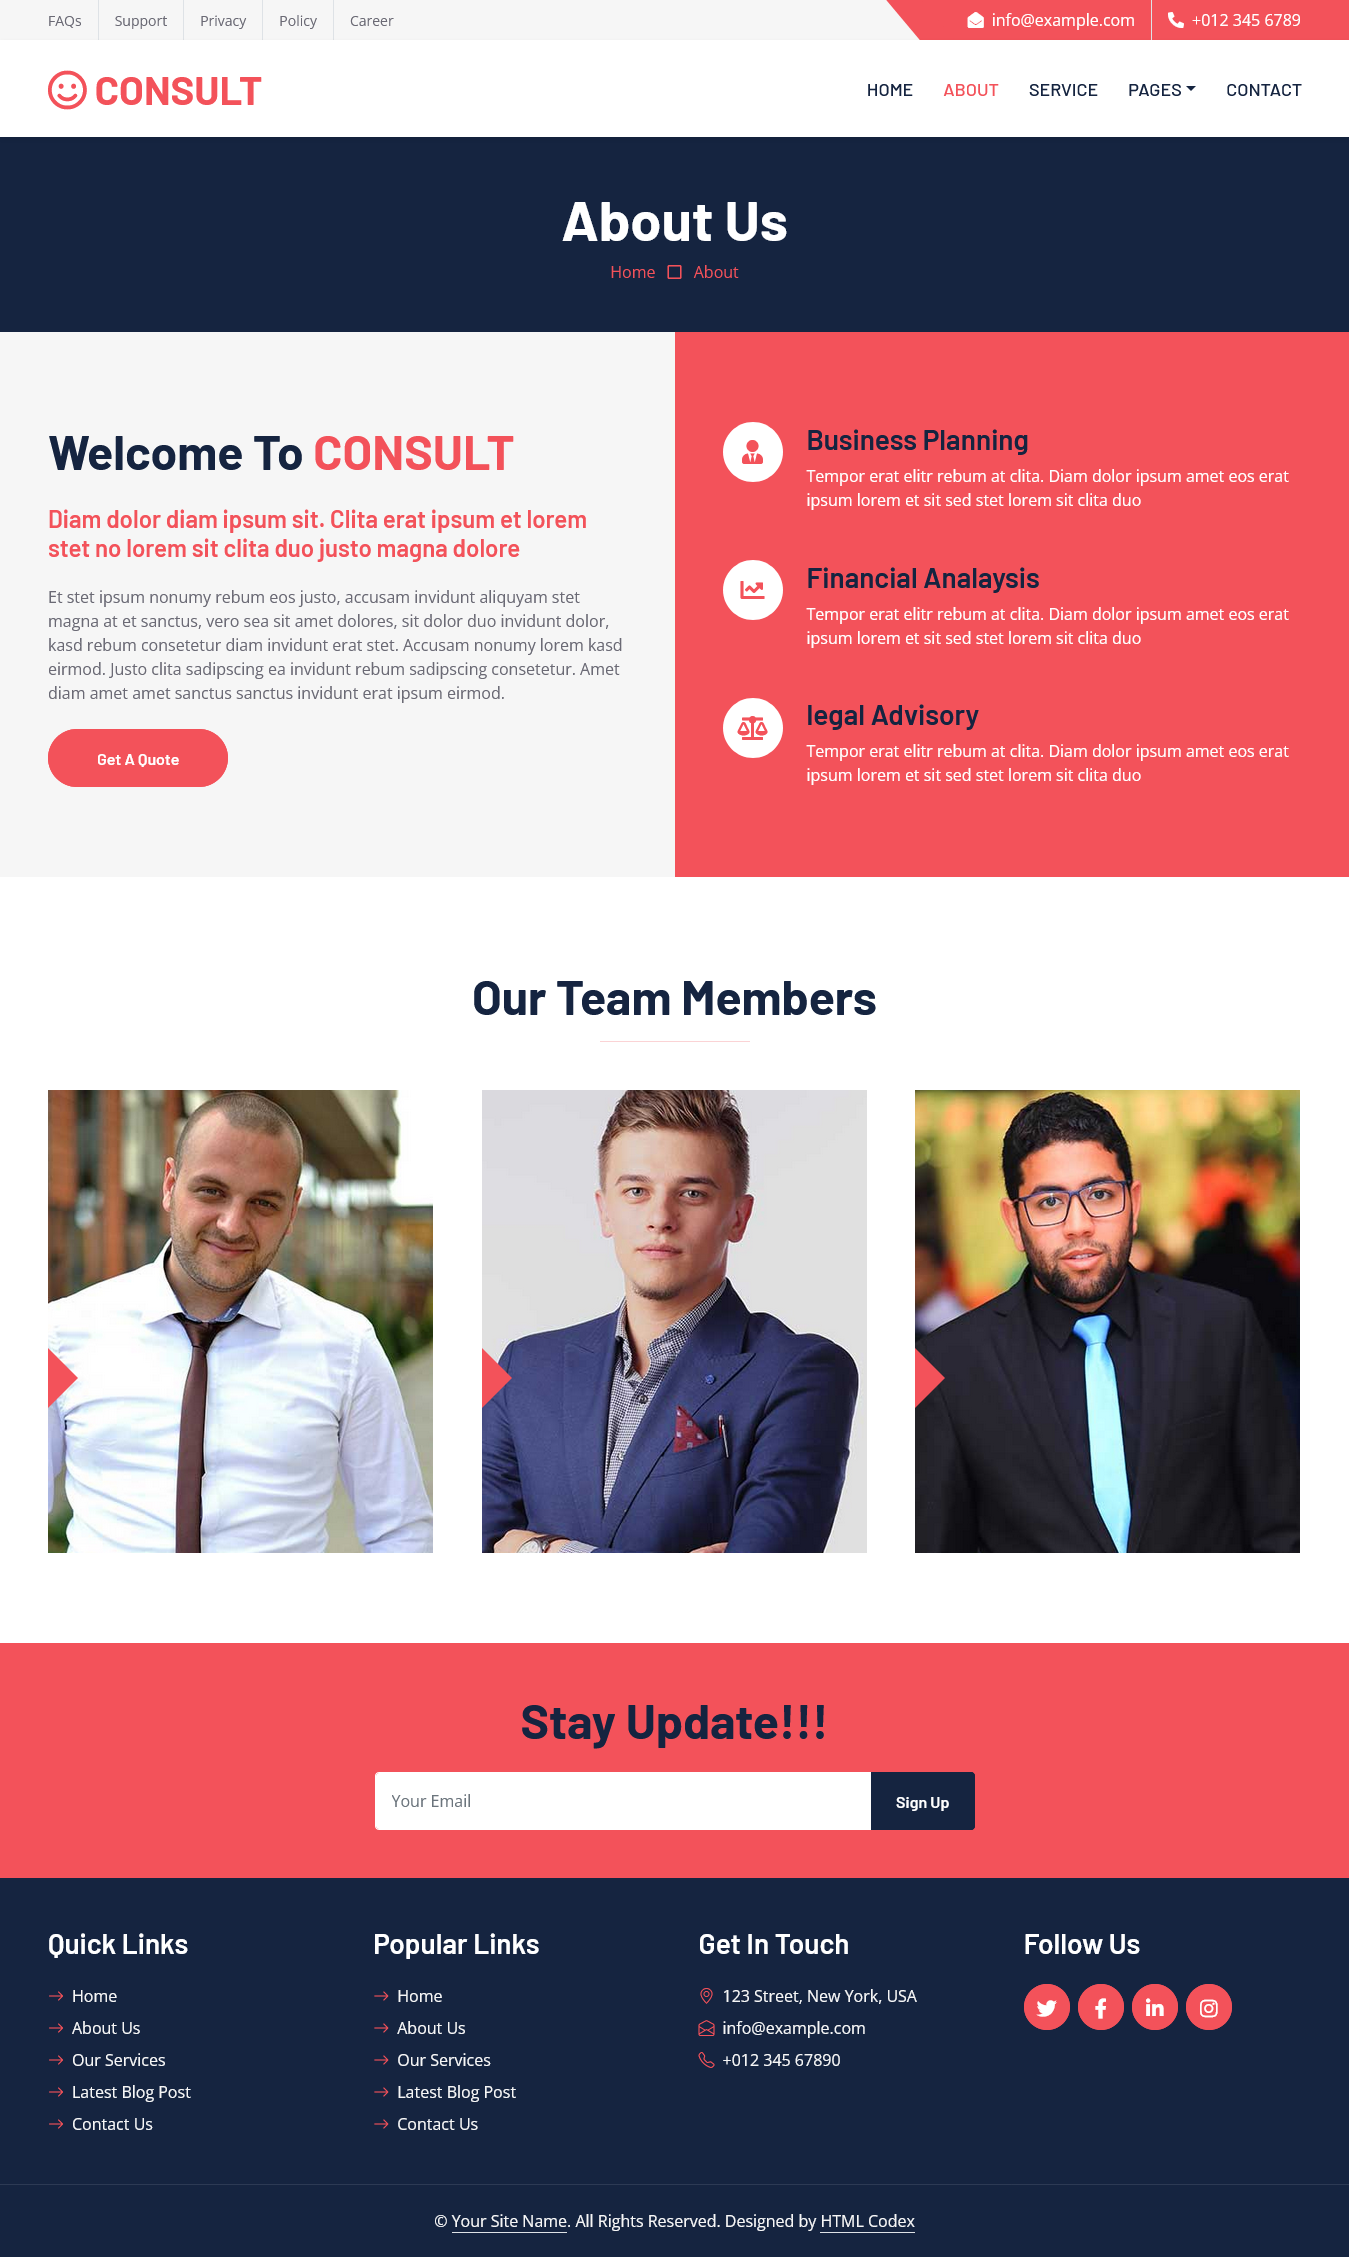 FAQs Support Privacy Policy Career info@example.com +012 345 6789
CONSULT HOME ABOUT SERVICE PAGES CONTACT
About Us
Home About
Welcome To CONSULT
Diam dolor diam ipsum sit. Clita erat ipsum et lorem
stet no lorem sit clita duo justo magna dolore
Et stet ipsum nonumy rebum eos justo, accusam invidunt aliquyam stet
magna at et sanctus, vero sea sit amet dolores, sit dolor duo invidunt dolor,
kasd rebum consetetur diam invidunt erat stet. Accusam nonumy lorem kasd
eirmod. Justo clita sadipscing ea invidunt rebum sadipscing consetetur. Amet
diam amet amet sanctus sanctus invidunt erat ipsum eirmod.
Get A Quote
Business Planning
Tempor erat elitr rebum at clita. Diam dolor ipsum amet eos erat
ipsum lorem et sit sed stet lorem sit clita duo
Financial Analaysis
Tempor erat elitr rebum at clita. Diam dolor ipsum amet eos erat
ipsum lorem et sit sed stet lorem sit clita duo
legal Advisory
Tempor erat elitr rebum at clita. Diam dolor ipsum amet eos erat
ipsum lorem et sit sed stet lorem sit clita duo
Our Team Members
Stay Update!!!
Your Email Sign Up
Quick Links
Home
About Us
Our Services
Latest Blog Post
Contact Us
Popular Links
Home
About Us
Our Services
Latest Blog Post
Contact Us
Get In Touch
123 Street, New York, USA
info@example.com
+012 345 67890
Follow Us
© Your Site Name. All Rights Reserved. Designed by HTML Codex